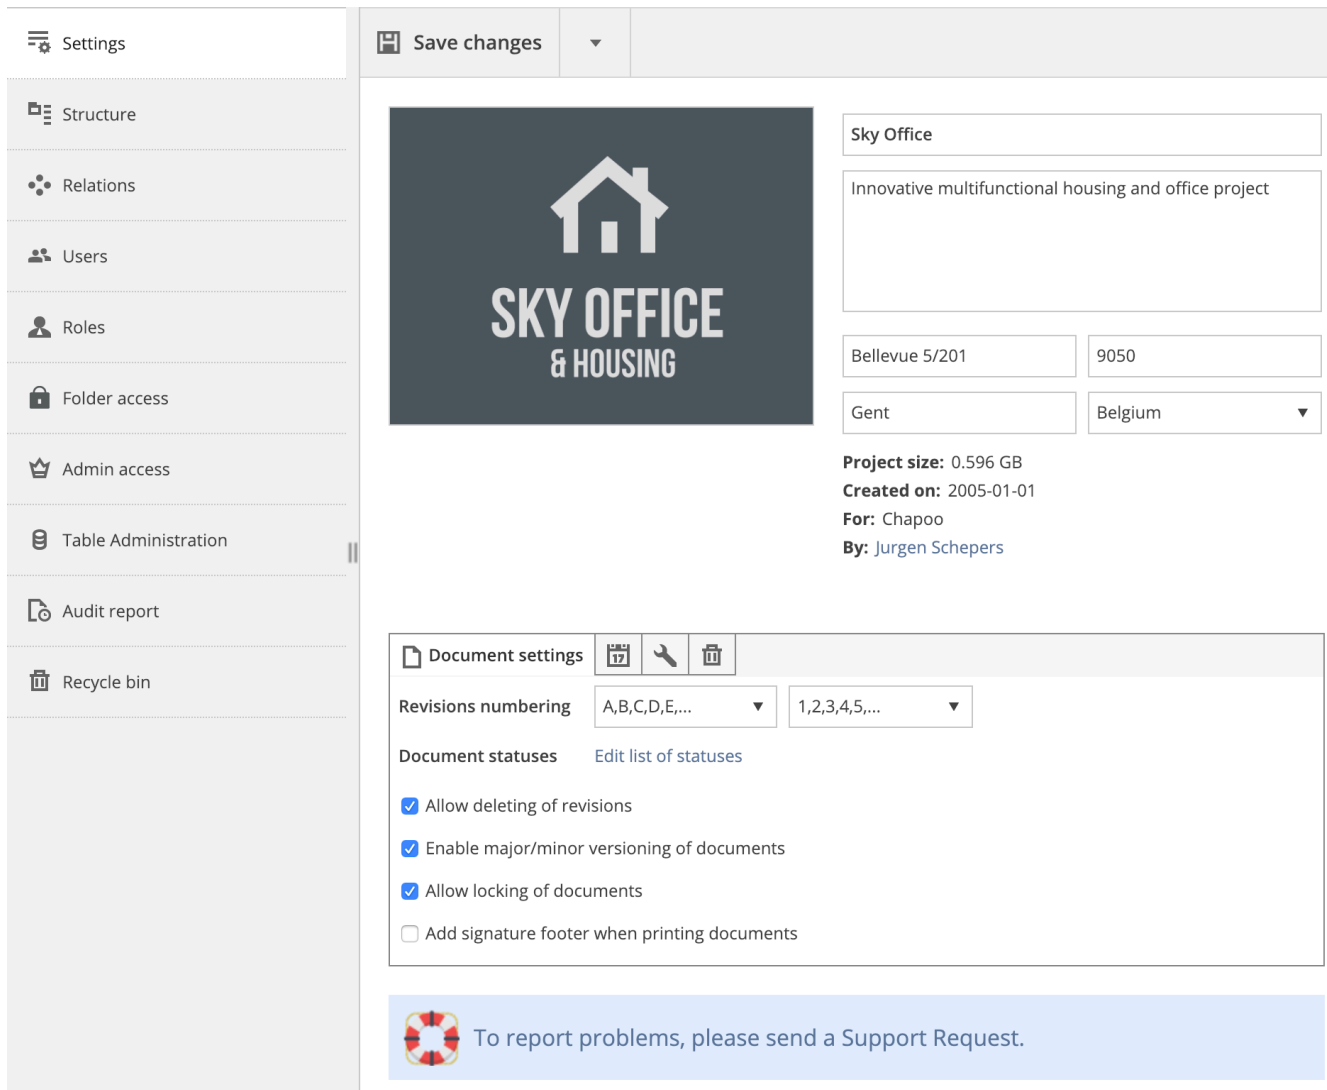 Settings
Structure
Relations
Users
Roles
Folder access
Admin access
Table Administration
Audit report
Recycle bin
Save changes
SKY OFFICE
& HOUSING
Sky Office
Innovative multifunctional housing and office project
Bellevue 5/201
9050
Gent
Belgium
Project size: 0.596 GB
Created on: 2005-01-01
For: Chapoo
By: Jurgen Schepers
Document settings
17
Revisions numbering A,B,C,D,E,... 1,2,3,4,5,...
Document statuses Edit list of statuses
Allow deleting of revisions
Enable major/minor versioning of documents
Allow locking of documents
Add signature footer when printing documents
To report problems, please send a Support Request.